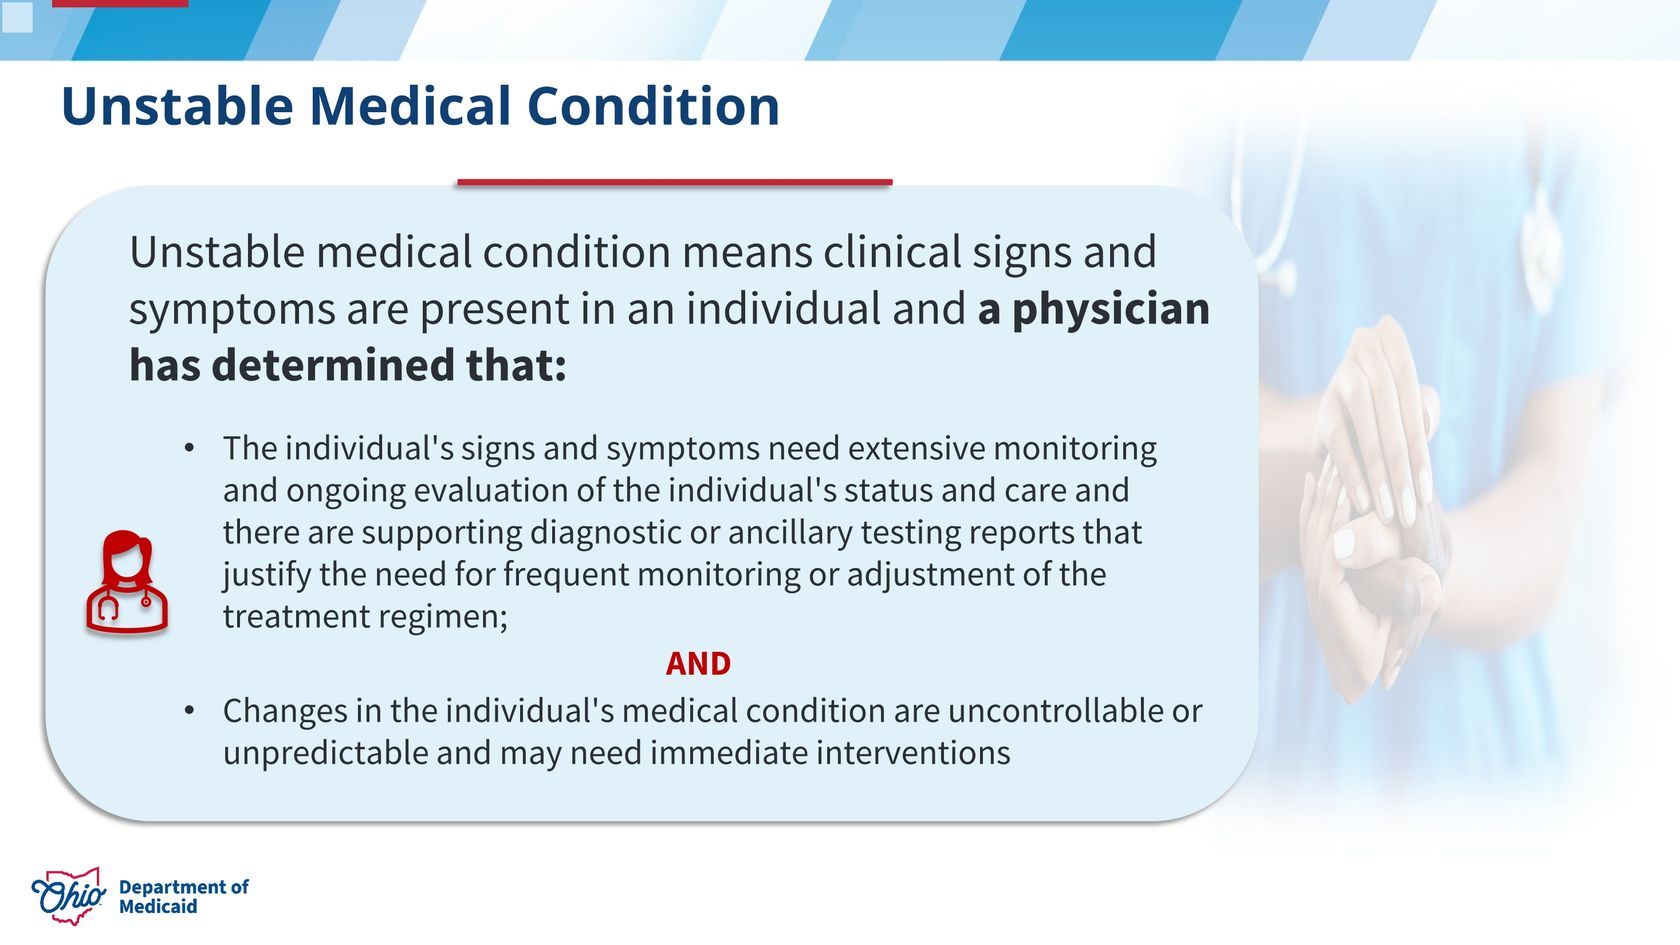 Unstable Medical Condition
Unstable medical condition means clinical signs and
symptoms are present in an individual and a physician
has determined that:
• The individual's signs and symptoms need extensive monitoring
and ongoing evaluation of the individual's status and care and
there are supporting diagnostic or ancillary testing reports that
justify the need for frequent monitoring or adjustment of the
treatment regimen;
AND
• Changes in the individual's medical condition are uncontrollable or
unpredictable and may need immediate interventions
Ohio
Department of
Medicaid